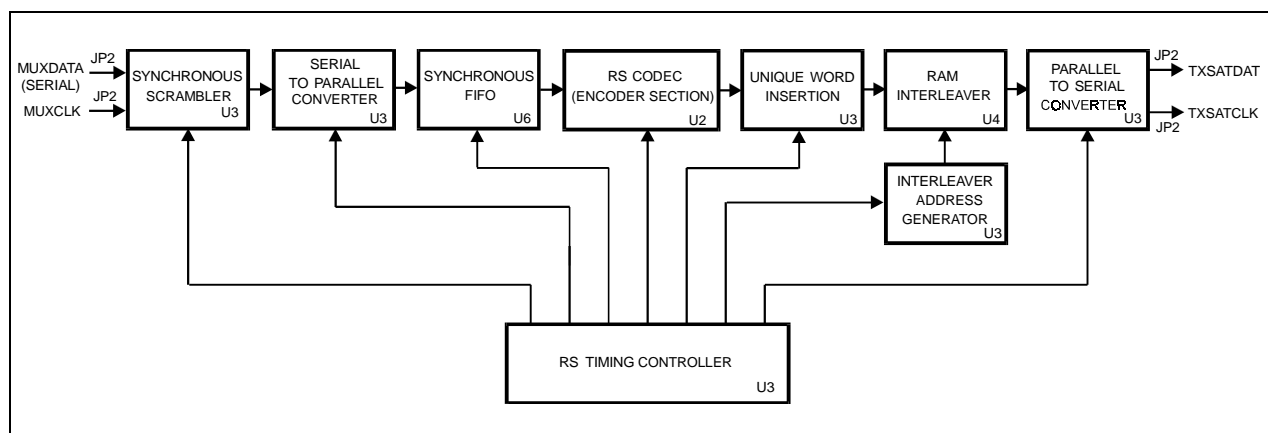 MUXDATA
(SERIAL)
JP2
MUXCLK
JP2
SYNCHRONOUS
SCRAMBLER
U3
SERIAL
TO PARALLEL
CONVERTER
U3
SYNCHRONOUS
FIFO
U6
RS CODEC
(ENCODER SECTION)
U2
UNIQUE WORD
INSERTION
U3
RAM
INTERLEAVER
U4
PARALLEL
TO SERIAL
CONVERTER
U3
JP2
TXSATDAT
TXSATCLK
JP2
INTERLEAVER
ADDRESS
GENERATOR
U3
RS TIMING CONTROLLER
U3